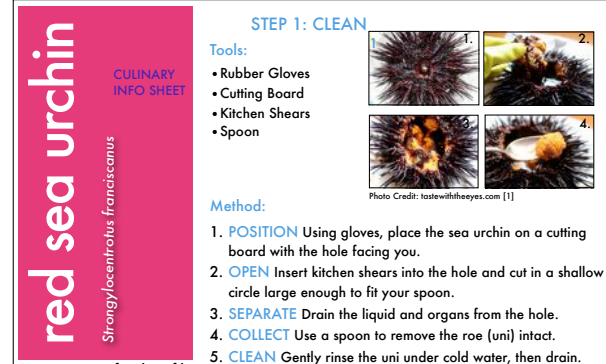 red sea urchin
Strongylocentrotus franciscanus
CULINARY
INFO SHEET
STEP 1: CLEAN
Tools:
• Rubber Gloves
• Cutting Board
• Kitchen Shears
• Spoon
1 1.
2.
3.
4.
Photo Credit: tastewiththeeyes.com [1]
Method:
1. POSITION Using gloves, place the sea urchin on a cutting
board with the hole facing you.
2. OPEN Insert kitchen shears into the hole and cut in a shallow
circle large enough to fit your spoon.
3. SEPARATE Drain the liquid and organs from the hole.
4. COLLECT Use a spoon to remove the roe (uni) intact.
5. CLEAN Gently rinse the uni under cold water, then drain.